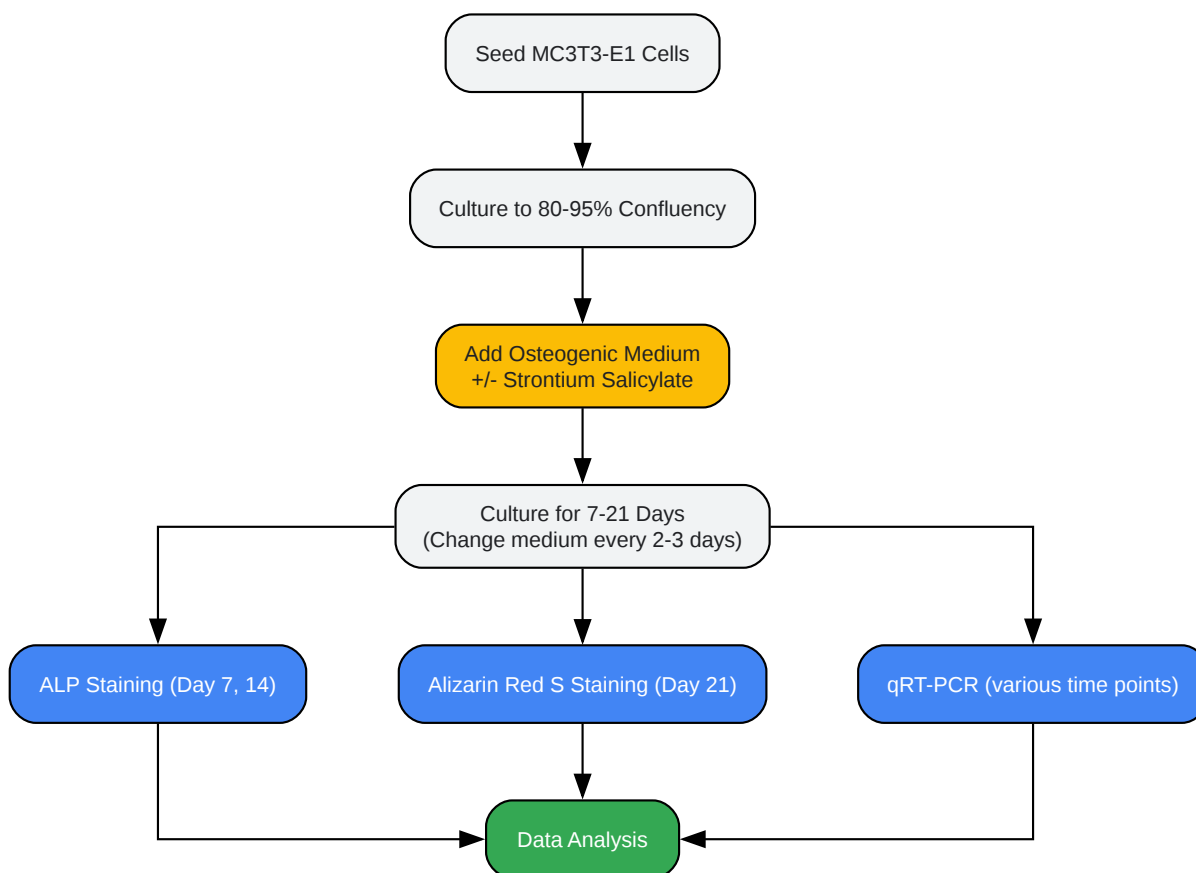 Seed MC3T3-E1 Cells
Culture to 80-95% Confluency
Add Osteogenic Medium
+/- Strontium Salicylate
Culture for 7-21 Days
(Change medium every 2-3 days)
ALP Staining (Day 7, 14)
Alizarin Red S Staining (Day 21)
qRT-PCR (various time points)
Data Analysis